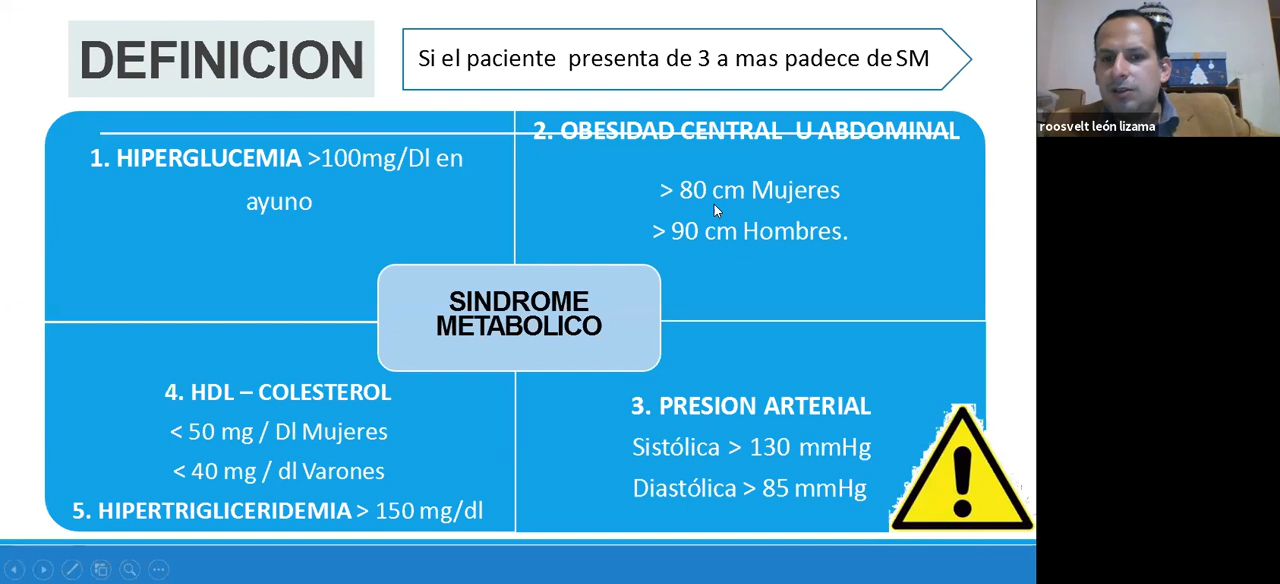 DEFINICION
Si el paciente presenta de 3 a mas padece de SM
1. HIPERGLUCEMIA >100mg/Dl en
ayuno
2. OBESIDAD CENTRAL U ABDOMINAL
> 80 cm Mujeres
> 90 cm Hombres.
SINDROME
METABOLICO
4. HDL – COLESTEROL
< 50 mg / Dl Mujeres
< 40 mg / dl Varones
5. HIPERTRIGLICERIDEMIA > 150 mg/dl
3. PRESION ARTERIAL
Sistólica > 130 mmHg
Diastólica > 85 mmHg
roosvelt león lizama